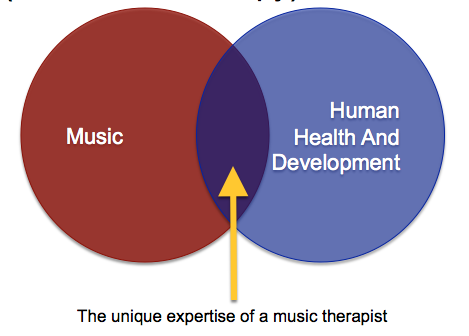 Music
Human
Health And
Development
The unique expertise of a music therapist